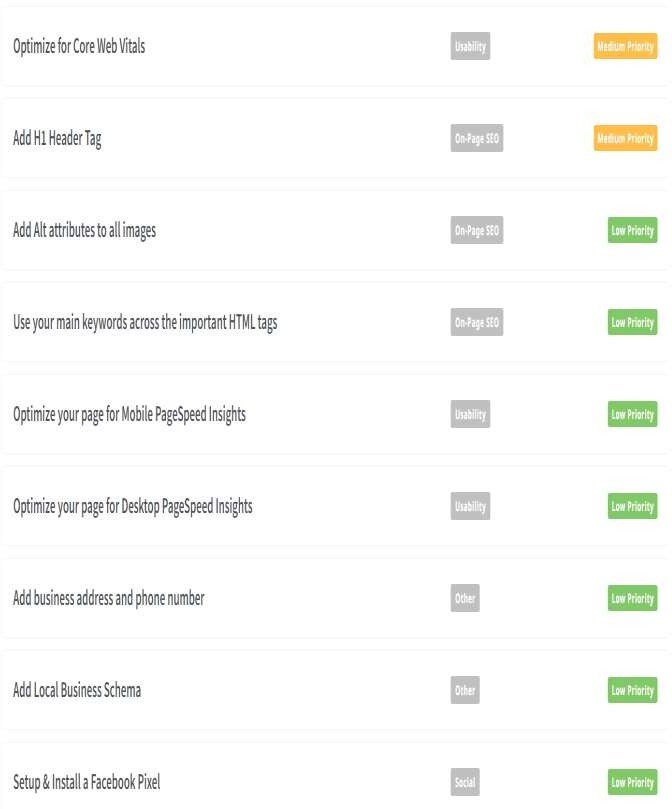 Optimize for Core Web Vitals Usability Medium Priority
Add H1 Header Tag On-Page SEO Medium Priority
Add Alt attributes to all images On-Page SEO Low Priority
Use your main keywords across the important HTML tags On-Page SEO Low Priority
Optimize your page for Mobile PageSpeed Insights Usability Low Priority
Optimize your page for Desktop PageSpeed Insights Usability Low Priority
Add business address and phone number Other Low Priority
Add Local Business Schema Other Low Priority
Setup & Install a Facebook Pixel Social Low Priority